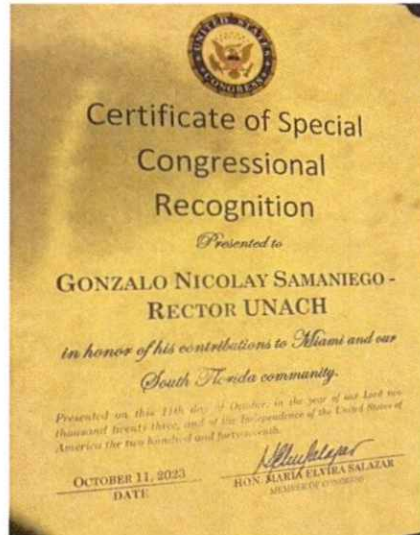 UNITED STATES
CONGRESS
Certificate of Special
Congressional
Recognition
Presented to
GONZALO NICOLAY SAMANIEGO -
RECTOR UNACH
in honor of his contributions to Miami and our
South Florida community.
Presented on this 11th day of October, in the year of our Lord two
thousand twenty three, and of the Independence of the United States of
America the two hundred and
OCTOBER 11, 2023
DATE
HON. MARIA ELVIRA SALAZAR
MEMBER OF CONGRESS